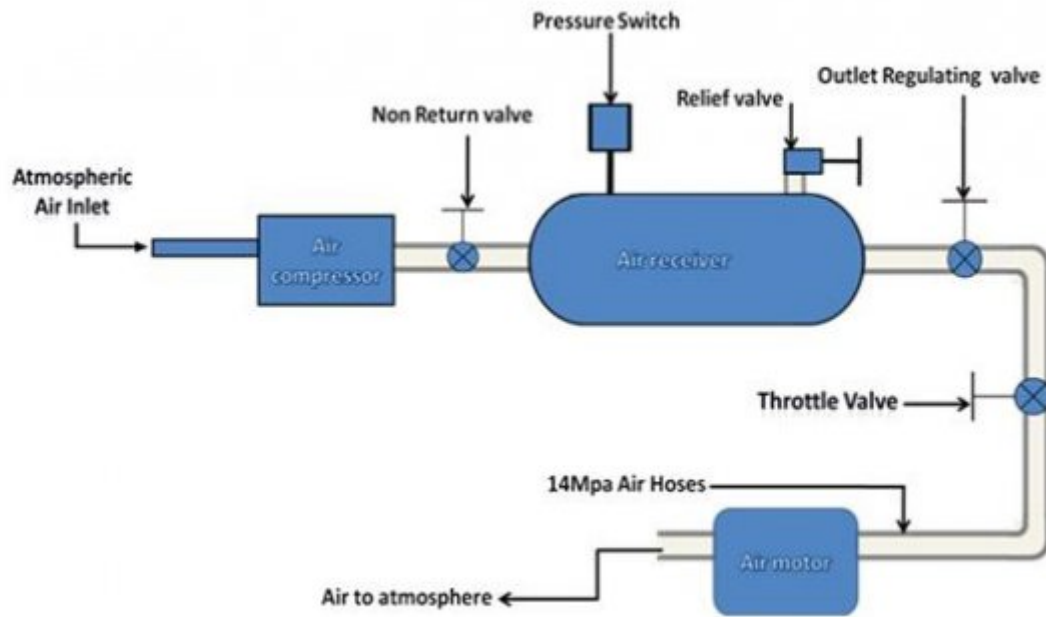 Pressure Switch
Outlet Regulating valve
Relief valve
Non Return valve
Atmospheric
Air Inlet
Air
compressor
Air receiver
Throttle Valve
14Mpa Air Hoses
Air motor
Air to atmosphere